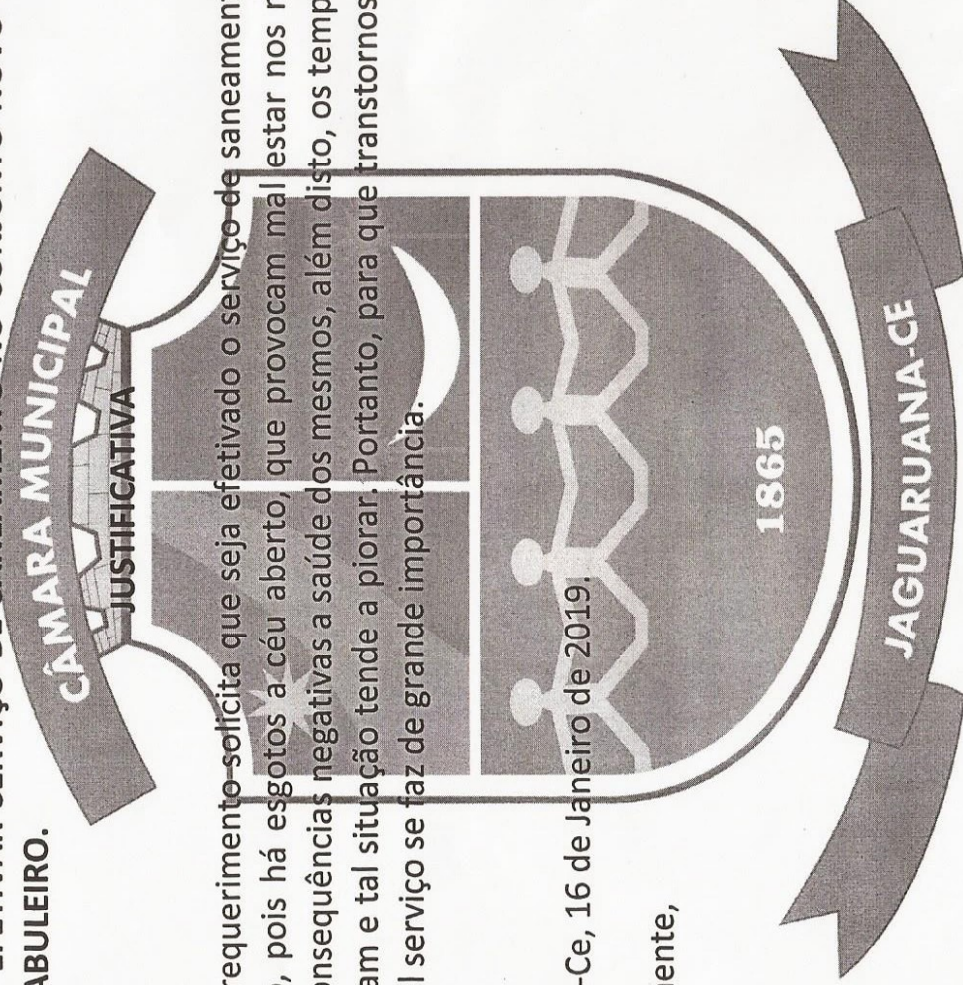 ABULEIRO.
CÂMARA MUNICIPAL
JUSTIFICATIVA
requerimento solicita que seja efetivado o serviço de saneament
, pois há esgotos a céu aberto, que provocam mal estar nos
onsequências negativas a saúde dos mesmos, além disto, os temp
am e tal situação tende a piorar. Portanto, para que transtornos
l serviço se faz de grande importância.
-Ce, 16 de Janeiro de 2019.
ente,
1865
JAGUARUANA-CE